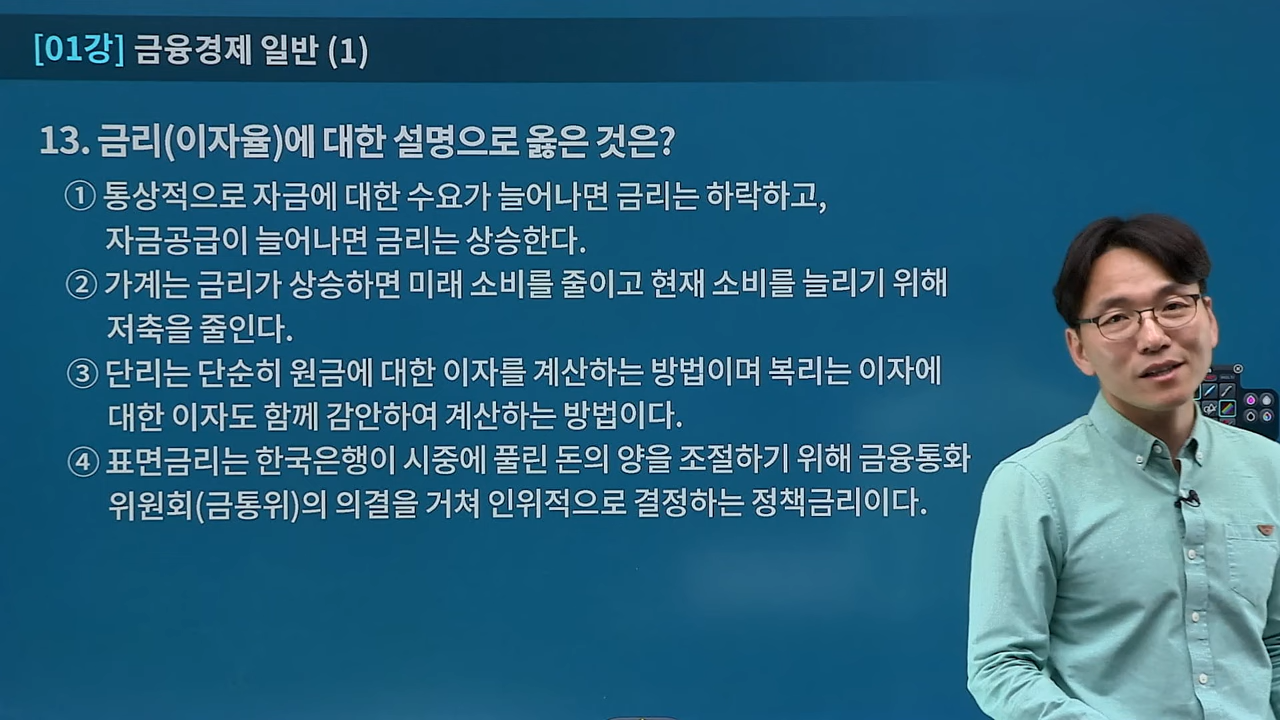 [01강] 금융경제 일반 (1)
13. 금리(이자율)에 대한 설명으로 옳은 것은?
① 통상적으로 자금에 대한 수요가 늘어나면 금리는 하락하고,
자금공급이 늘어나면 금리는 상승한다.
② 가계는 금리가 상승하면 미래 소비를 줄이고 현재 소비를 늘리기 위해
저축을 줄인다.
③ 단리는 단순히 원금에 대한 이자를 계산하는 방법이며 복리는 이자에
대한 이자도 함께 감안하여 계산하는 방법이다.
④ 표면금리는 한국은행이 시중에 풀린 돈의 양을 조절하기 위해 금융통화
위원회(금통위)의 의결을 거쳐 인위적으로 결정하는 정책금리이다.